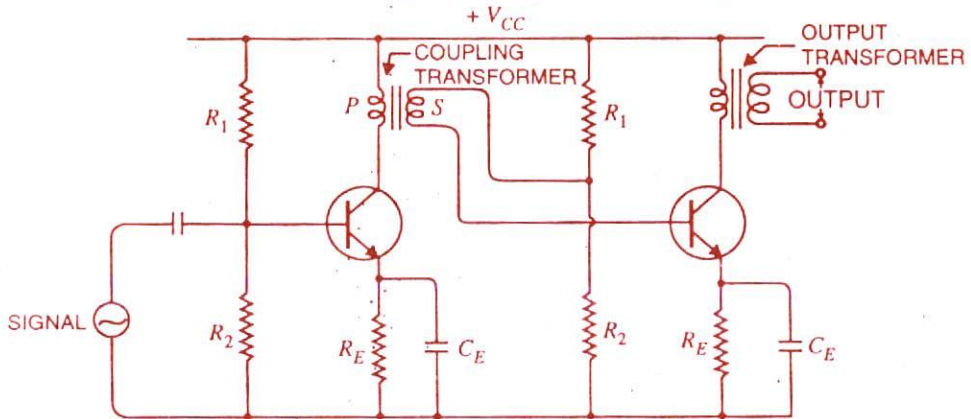 + V_CC
COUPLING
TRANSFORMER
OUTPUT
TRANSFORMER
P
S
OUTPUT
R_1
R_1
SIGNAL
R_2
R_E
C_E
R_2
R_E
C_E